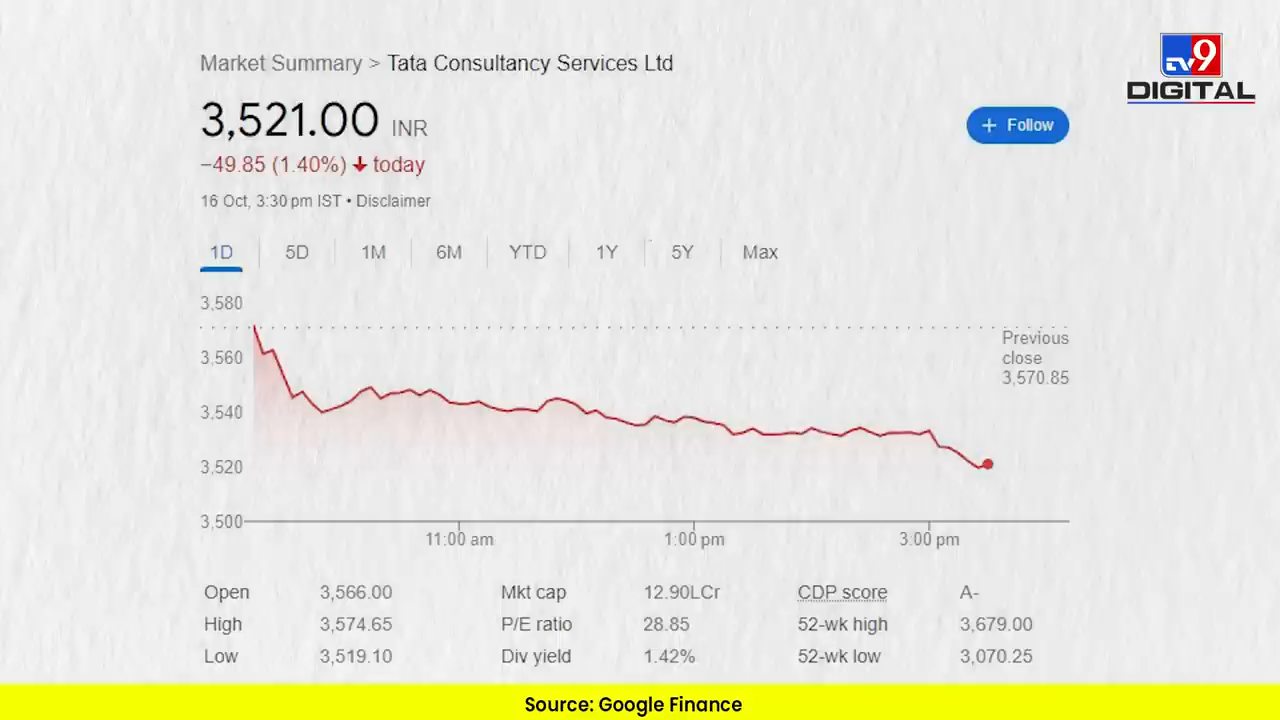 TV9
DIGITAL
Market Summary > Tata Consultancy Services Ltd
3,521.00 INR
+ Follow
−49.85 (1.40%) ↓ today
16 Oct, 3:30 pm IST • Disclaimer
1D 5D 1M 6M YTD 1Y 5Y Max
3,580
3,560
3,540
3,520
3,500
Previous
close
3,570.85
11:00 am 1:00 pm 3:00 pm
Open 3,566.00 Mkt cap 12.90LCr CDP score A-
High 3,574.65 P/E ratio 28.85 52-wk high 3,679.00
Low 3,519.10 Div yield 1.42% 52-wk low 3,070.25
Source: Google Finance